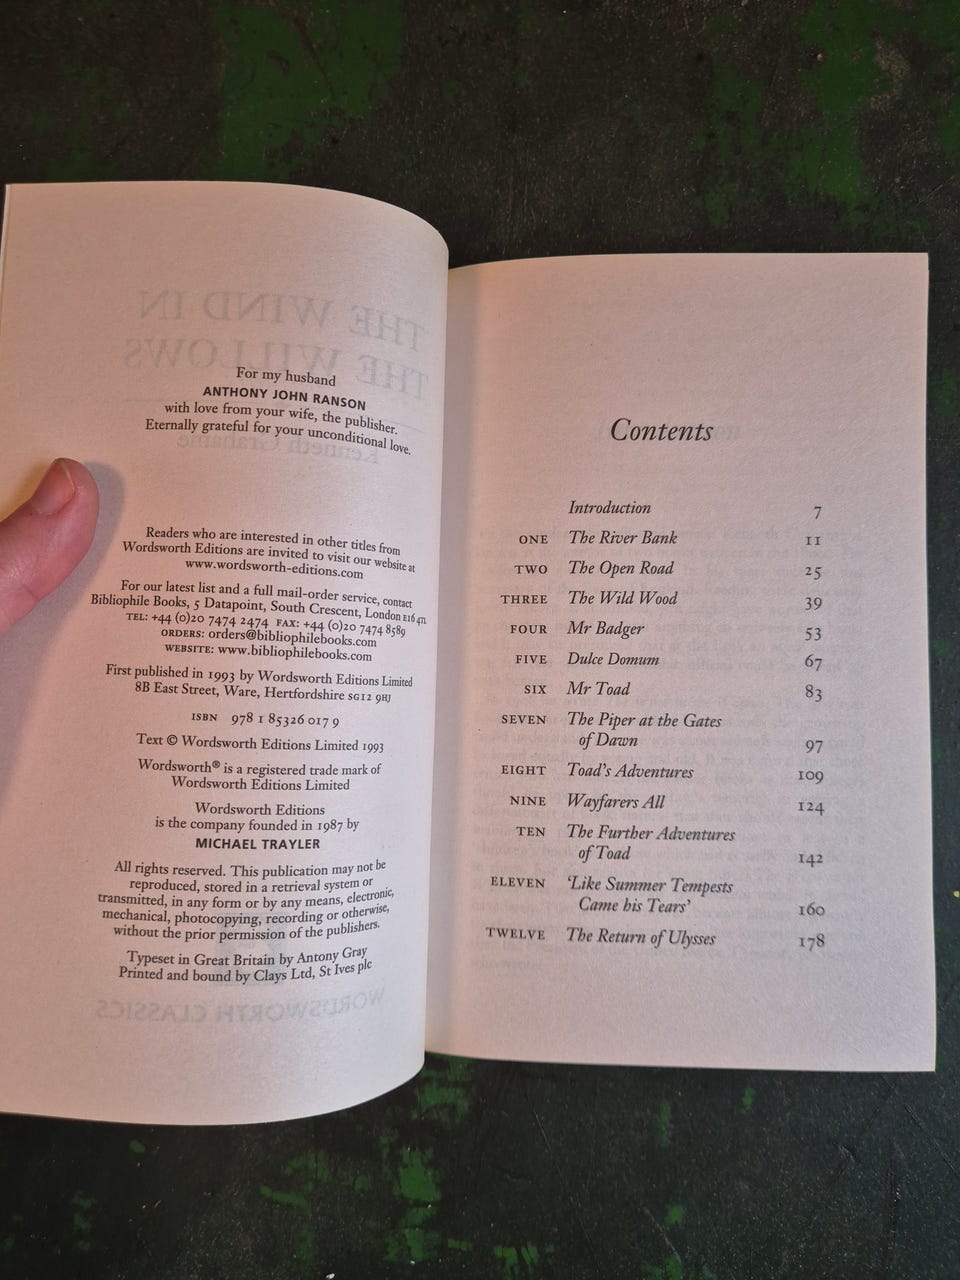 THE WIND IN
THE WILLOWS
Kenneth Grahame
For my husband
ANTHONY JOHN RANSON
with love from your wife, the publisher.
Eternally grateful for your unconditional love.
Readers who are interested in other titles from
Wordsworth Editions are invited to visit our website at
www.wordsworth-editions.com
For our latest list and a full mail-order service, contact
Bibliophile Books, 5 Datapoint, South Crescent, London E16 4TL
TEL: +44 (0)20 7474 2474 FAX: +44 (0)20 7474 8589
ORDERS: orders@bibliophilebooks.com
WEBSITE: www.bibliophilebooks.com
First published in 1993 by Wordsworth Editions Limited
8B East Street, Ware, Hertfordshire SG12 9HJ
ISBN 978 1 85326 017 9
Text © Wordsworth Editions Limited 1993
Wordsworth® is a registered trade mark of
Wordsworth Editions Limited
Wordsworth Editions
is the company founded in 1987 by
MICHAEL TRAYLER
All rights reserved. This publication may not be
reproduced, stored in a retrieval system or
transmitted, in any form or by any means, electronic,
mechanical, photocopying, recording or otherwise,
without the prior permission of the publishers.
Typeset in Great Britain by Antony Gray
Printed and bound by Clays Ltd, St Ives plc
WORDSWORTH CLASSICS
Contents
Introduction 7
ONE The River Bank 11
TWO The Open Road 25
THREE The Wild Wood 39
FOUR Mr Badger 53
FIVE Dulce Domum 67
SIX Mr Toad 83
SEVEN The Piper at the Gates
of Dawn 97
EIGHT Toad's Adventures 109
NINE Wayfarers All 124
TEN The Further Adventures
of Toad 142
ELEVEN ‘Like Summer Tempests
Came his Tears’ 160
TWELVE The Return of Ulysses 178